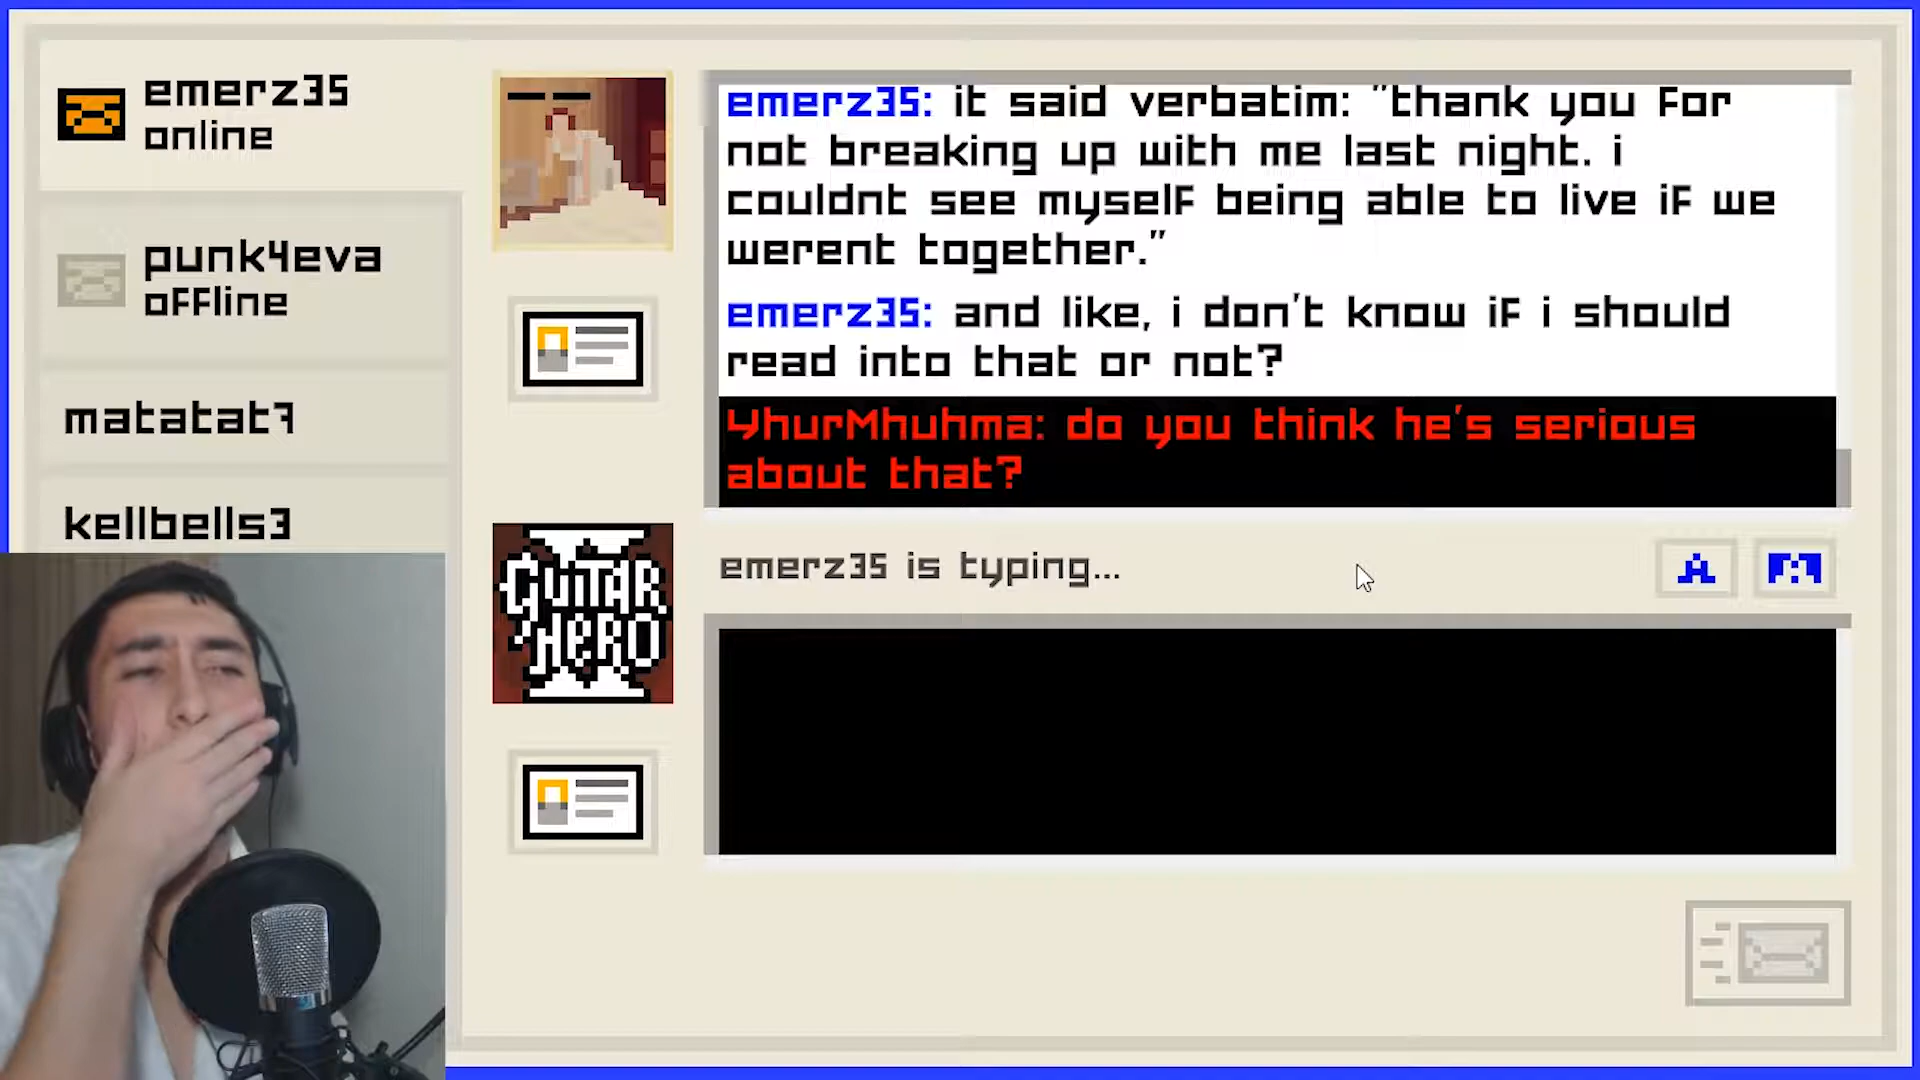 emerz35
online
punk4eva
offline
matatat7
kellbells3
emerz35: it said verbatim: "thank you for
not breaking up with me last night. i
couldnt see myself being able to live if we
werent together."
emerz35: and like, i don't know if i should
read into that or not?
YhurMhuhma: do you think he's serious
about that?
GUITAR
HERO
emerz35 is typing...
A